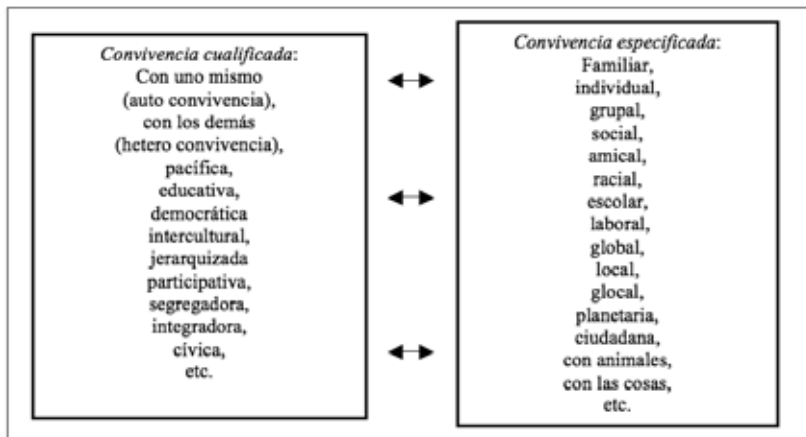 Convivencia cualificada:
Con uno mismo
(auto convivencia),
con los demás
(hetero convivencia),
pacífica,
educativa,
democrática
intercultural,
jerarquizada
participativa,
segregadora,
integradora,
cívica,
etc.
Convivencia especificada:
Familiar,
individual,
grupal,
social,
amical,
racial,
escolar,
laboral,
global,
local,
glocal,
planetaria,
ciudadana,
con animales,
con las cosas,
etc.